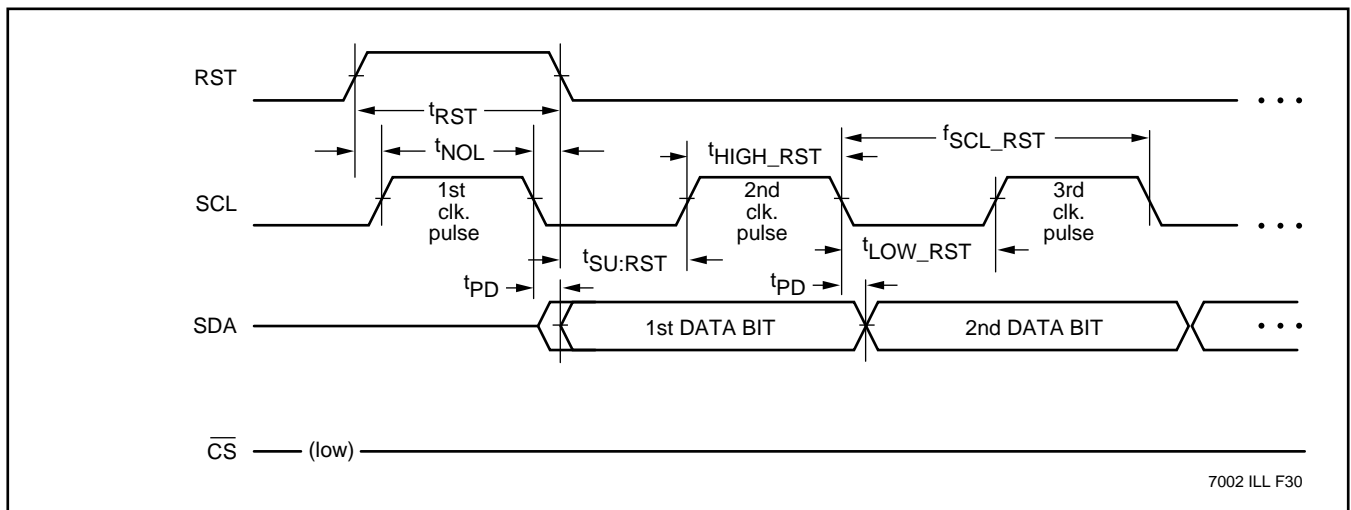 RST
tRST
tNOL
tHIGH_RST
fSCL_RST
SCL
1st
clk.
pulse
2nd
clk.
pulse
3rd
clk.
pulse
tSU:RST
tLOW_RST
tPD
tPD
SDA
1st DATA BIT
2nd DATA BIT
CS
(low)
7002 ILL F30